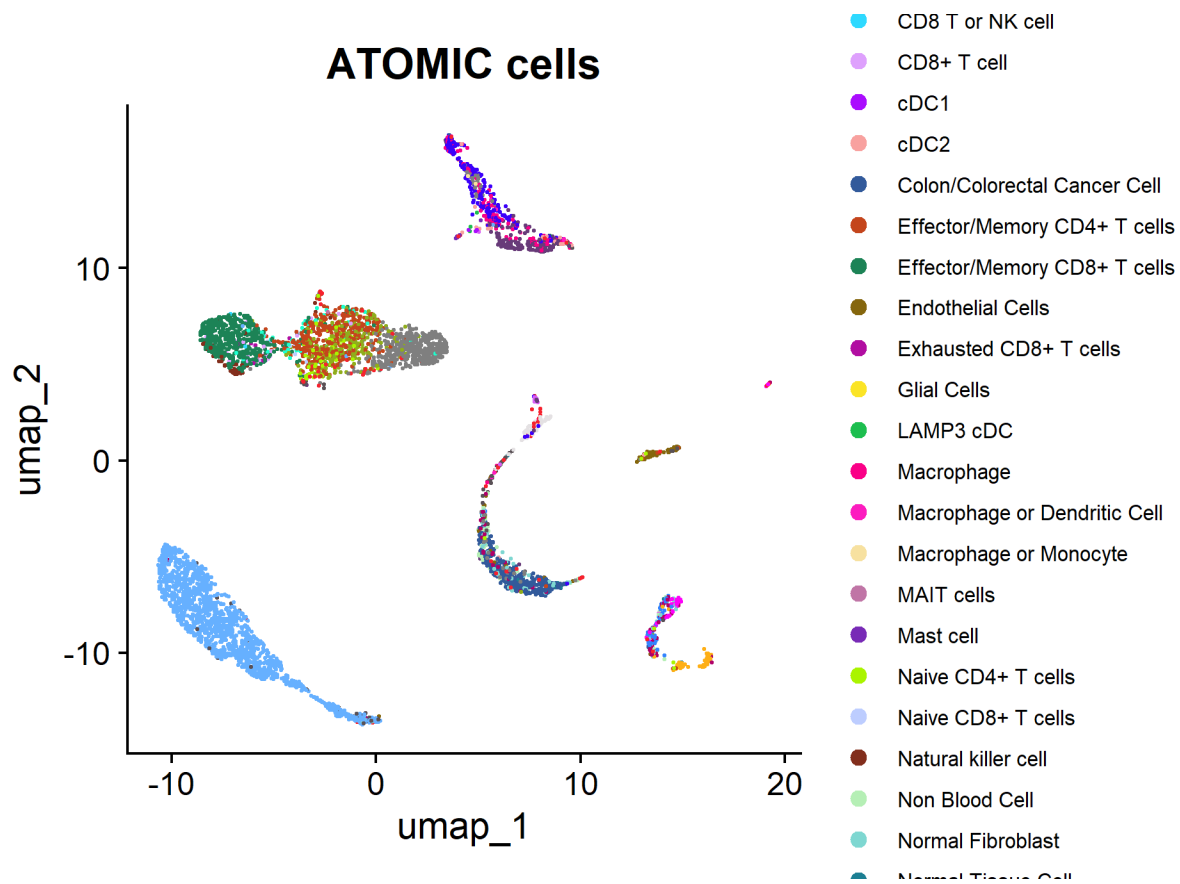 ATOMIC cells
umap_2
10
0
-10
-10
0
10
20
umap_1
CD8 T or NK cell
CD8+ T cell
cDC1
cDC2
Colon/Colorectal Cancer Cell
Effector/Memory CD4+ T cells
Effector/Memory CD8+ T cells
Endothelial Cells
Exhausted CD8+ T cells
Glial Cells
LAMP3 cDC
Macrophage
Macrophage or Dendritic Cell
Macrophage or Monocyte
MAIT cells
Mast cell
Naive CD4+ T cells
Naive CD8+ T cells
Natural killer cell
Non Blood Cell
Normal Fibroblast
Normal Tissue Cell